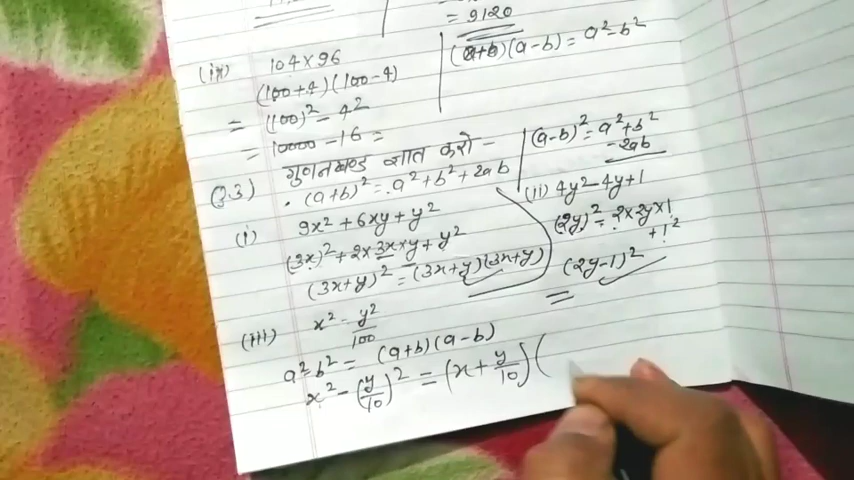 = 9120
(a+b)(a-b) = a²-b²
(ix) 104×96
(100+4)(100-4)
= (100)² - 4²
= 10000 - 16 =
Q.3) गुणनखण्ड ज्ञात करो -
(a+b)² = a²+b²+2ab
(a-b)² = a²+b²
-2ab
(i) 9x² + 6xy + y²
(3x)² + 2×3x×y + y²
(3x+y)² = (3x+y)(3x+y)
(ii) 4y²-4y+1
(2y)² = 2×2y×1
+1²
(2y-1)²
=
(iii) x² - y²/100
a²-b² = (a+b)(a-b)
x² - (y/10)² = (x + y/10)(